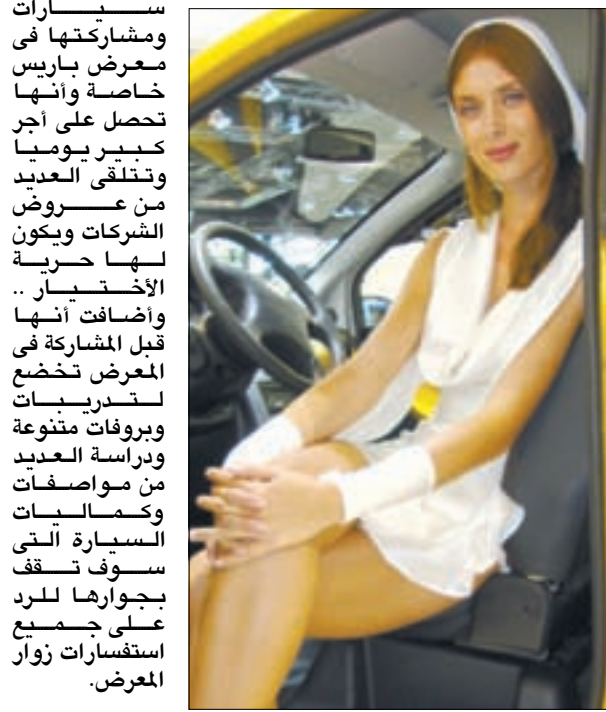 سيارات
ومشاركتها فى
معرض باريس
خاصة وأنها
تحصل على أجر
كبير يوميا
وتتلقى العديد
من عروض
الشركات ويكون
لها حرية
الأختيار ..
وأضافت أنها
قبل المشاركة فى
المعرض تخضع
لتدريبات
وبروفات متنوعة
ودراسة العديد
من مواصفات
وكماليات
السيارة التى
سوف تقف
بجوارها للرد
على جميع
استفسارات زوار
المعرض.